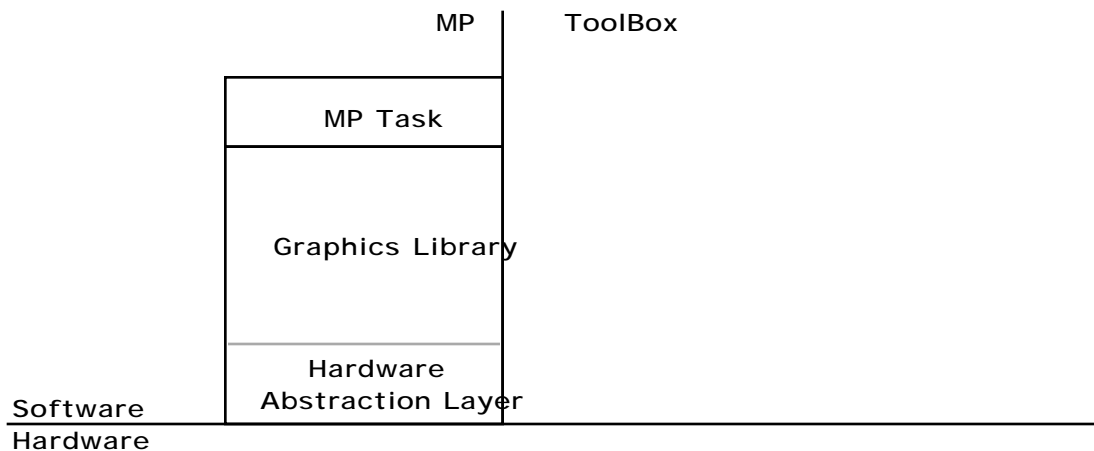 MP
ToolBox
MP Task
Graphics Library
Hardware
Abstraction Layer
Software
Hardware